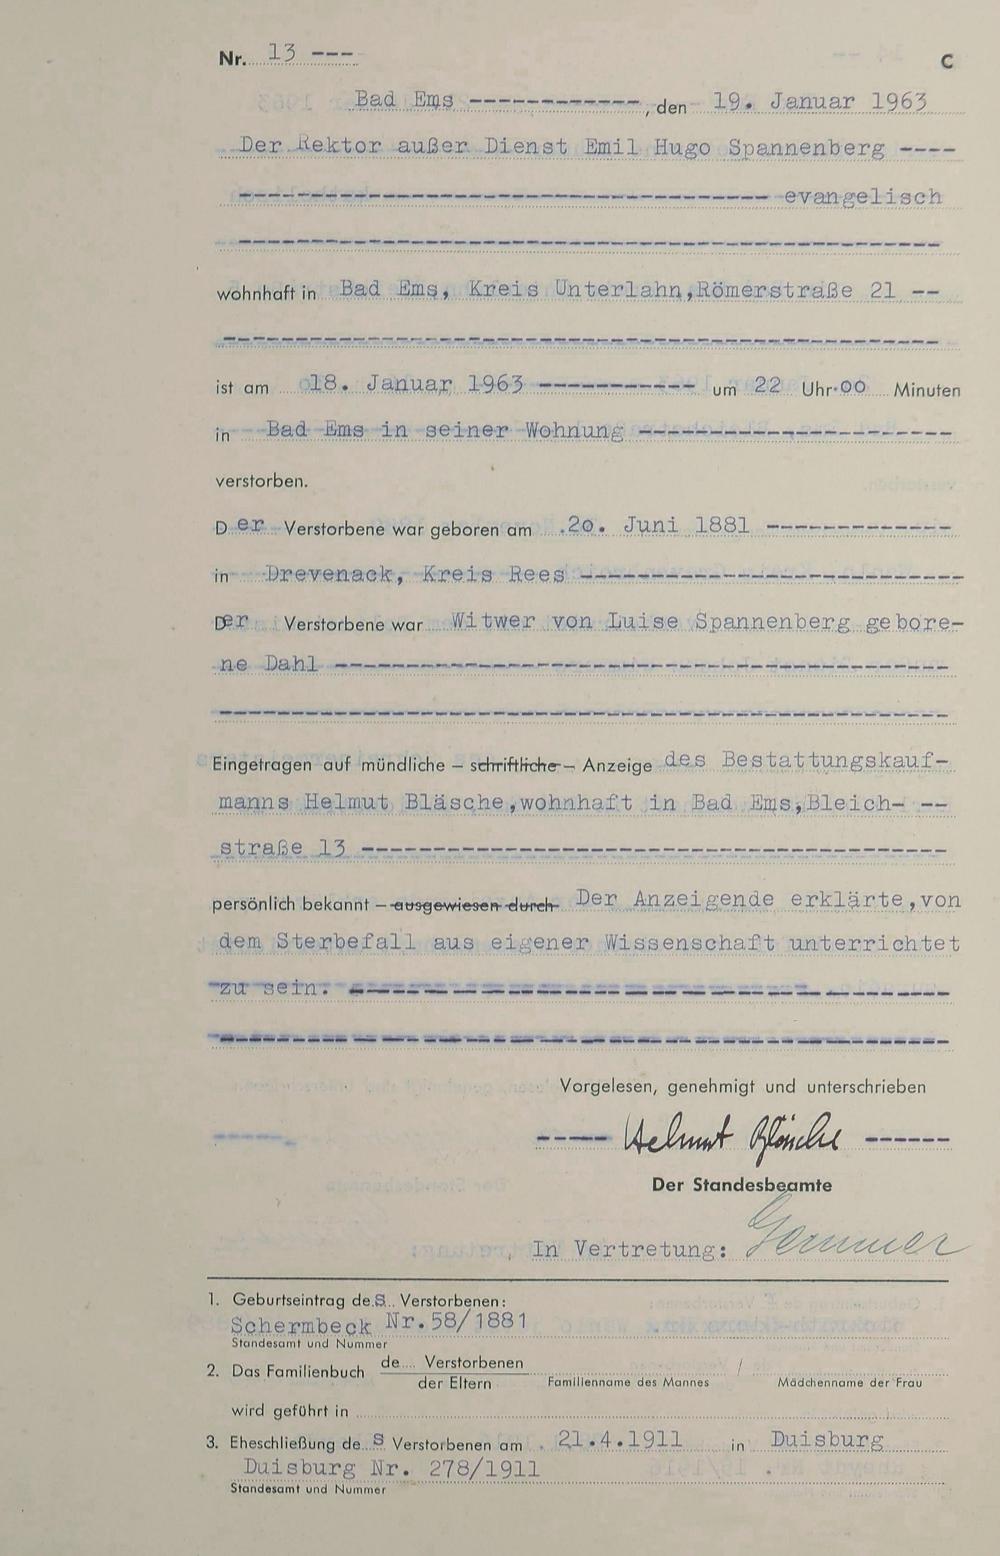 Nr. 13 ---
C
Bad Ems ------------, den 19. Januar 1963
Der Rektor außer Dienst Emil Hugo Spannenberg ----
------------------------------------- evangelisch
wohnhaft in Bad Ems, Kreis Unterlahn,Römerstraße 21 --
ist am 18. Januar 1963 ----------- um 22 Uhr 00 Minuten
in Bad Ems in seiner Wohnung ----------------------
verstorben.
Der Verstorbene war geboren am 20. Juni 1881 -------------
in Drevenack, Kreis Rees ---------------------------
Der Verstorbene war Witwer von Luise Spannenberg gebore-
ne Dahl -------------------------------------------
Eingetragen auf mündliche – schriftliche – Anzeige des Bestattungskauf-
manns Helmut Bläsche,wohnhaft in Bad Ems,Bleich- --
straße 13 -----------------------------------------
persönlich bekannt – ausgewiesen durch Der Anzeigende erklärte,von
dem Sterbefall aus eigener Wissenschaft unterrichtet
zu sein. ------------------------------------------
Vorgelesen, genehmigt und unterschrieben
----- Helmut Bläsche ------
Der Standesbeamte
In Vertretung: Gemmer
1. Geburtseintrag des Verstorbenen:
Schermbeck Nr.58/1881
Standesamt und Nummer
2. Das Familienbuch de.... Verstorbenen /
der Eltern Familienname des Mannes Mädchenname der Frau
wird geführt in
3. Eheschließung des Verstorbenen am 21.4.1911 in Duisburg
Duisburg Nr. 278/1911
Standesamt und Nummer